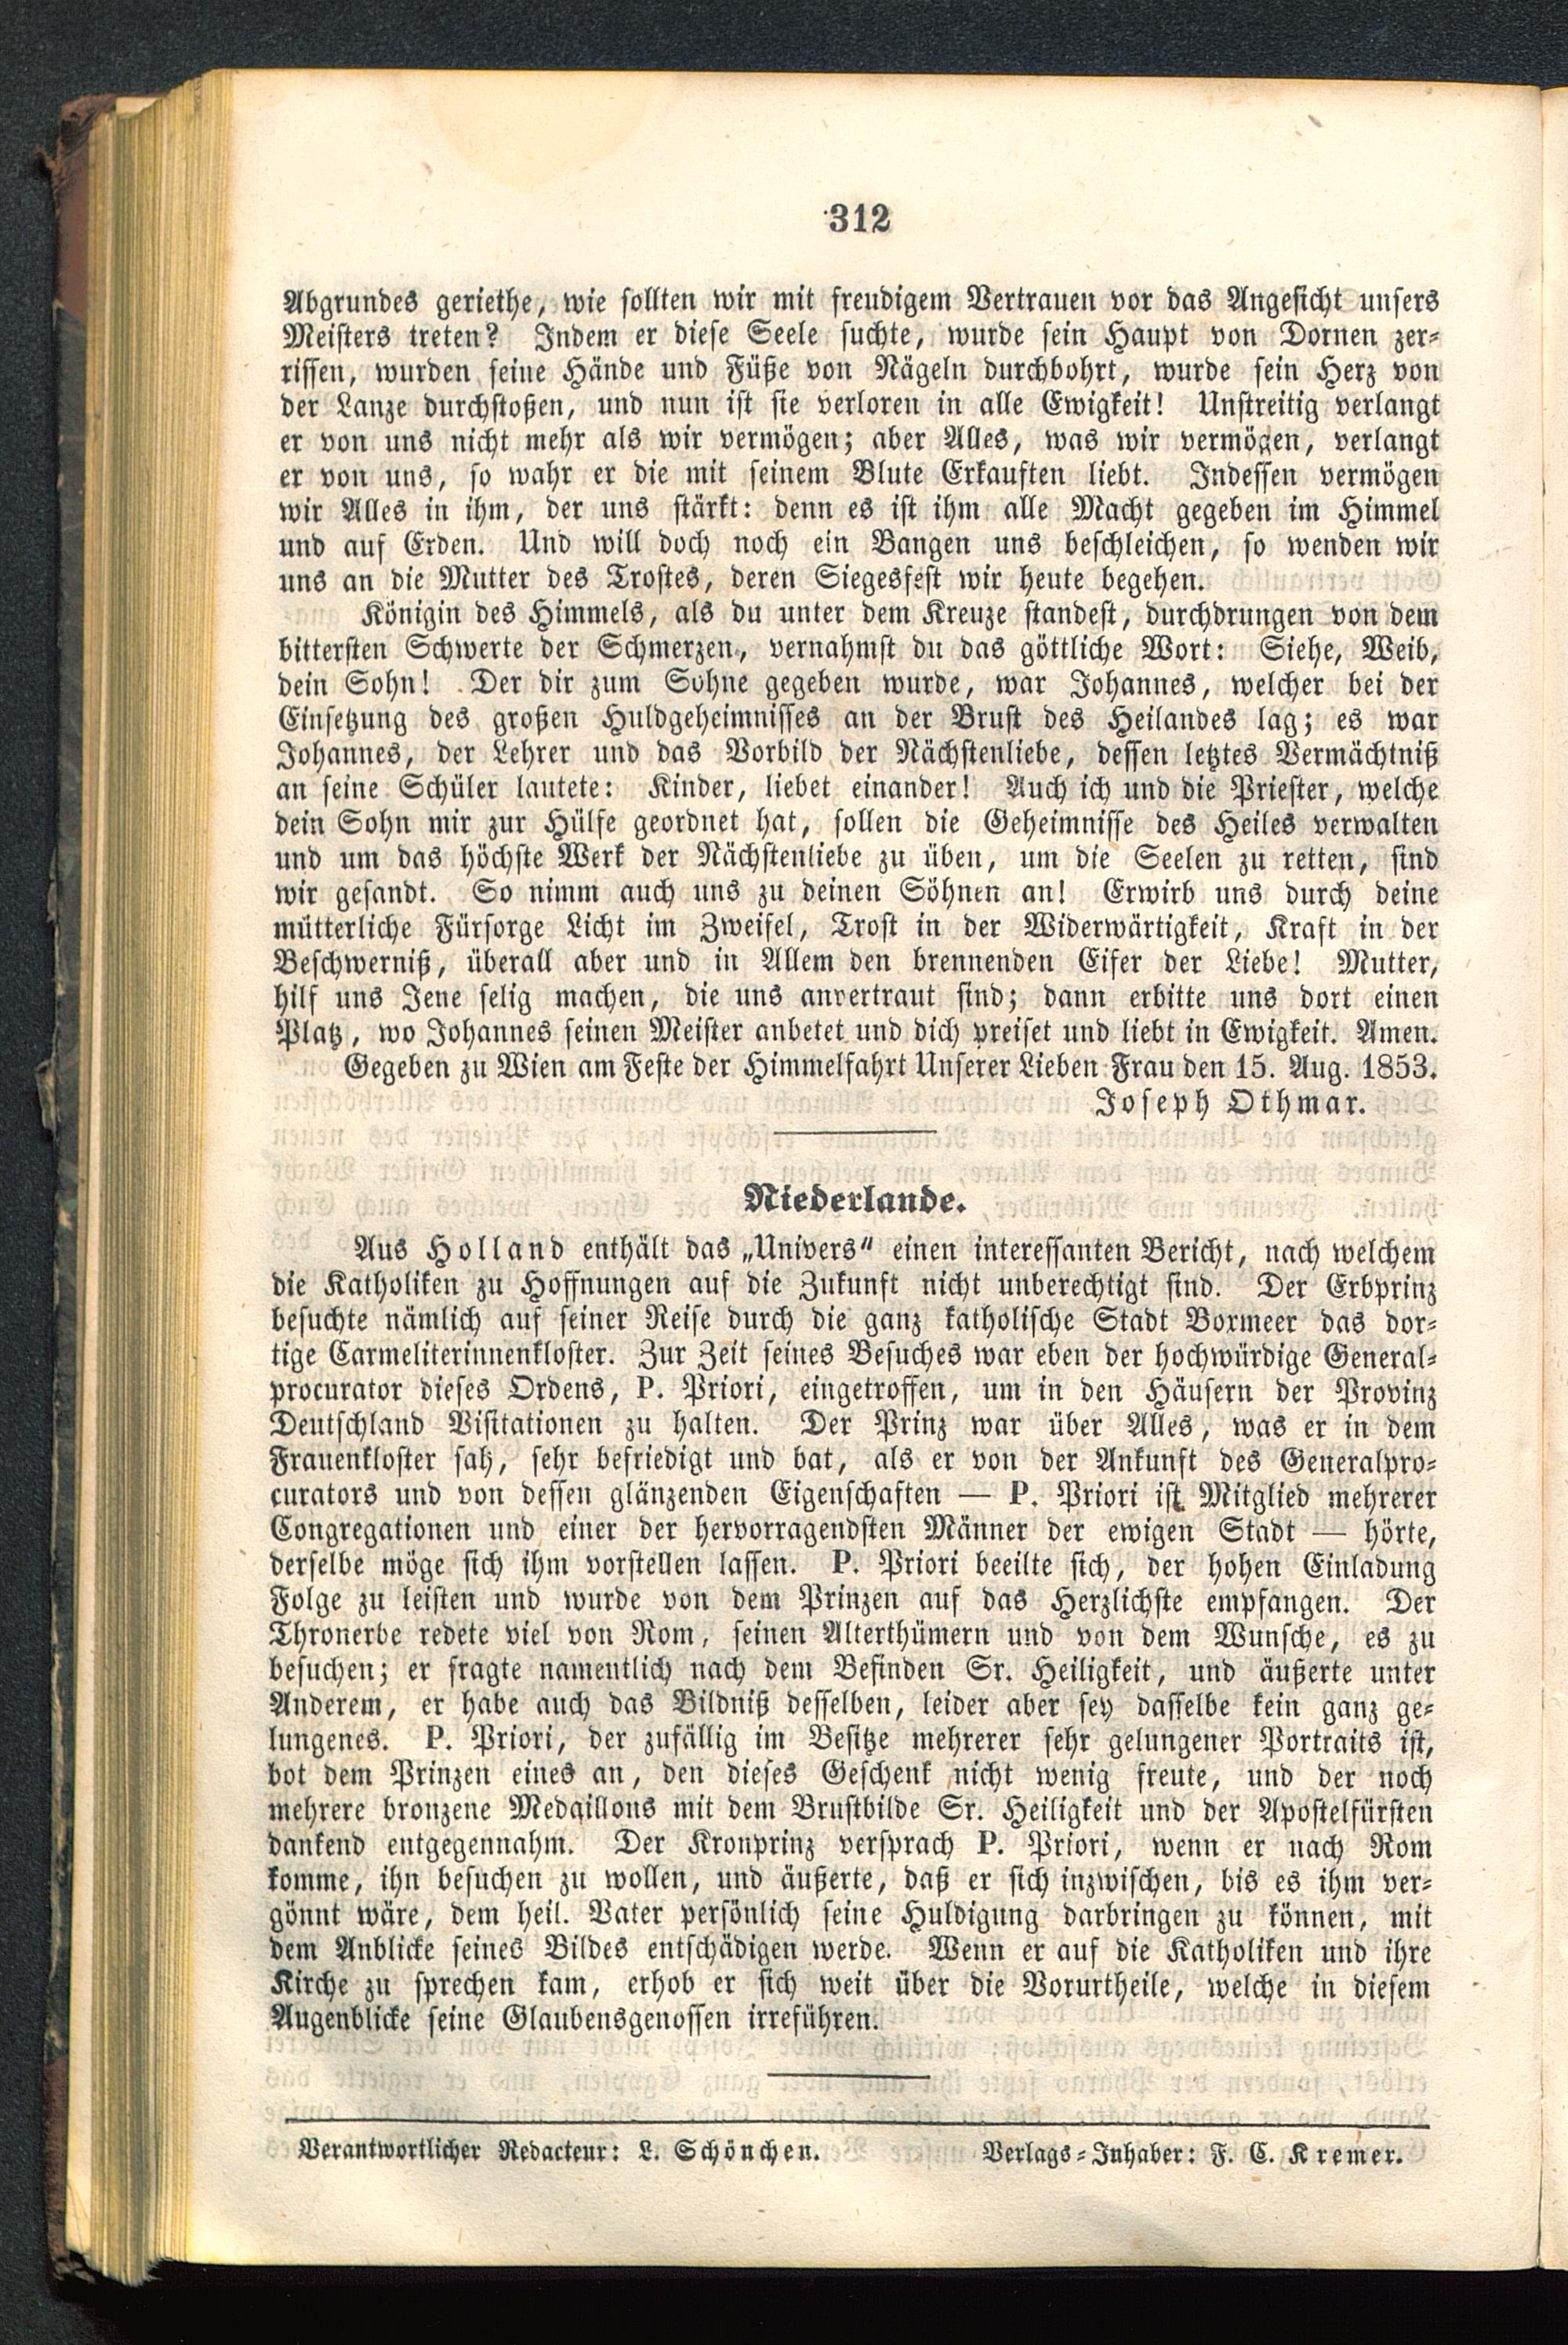 312
Abgrundes geriethe, wie sollten wir mit freudigem Vertrauen vor das Angesicht unsers
Meisters treten? Indem er diese Seele suchte, wurde sein Haupt von Dornen zer-
rissen, wurden seine Hände und Füße von Nägeln durchbohrt, wurde sein Herz von
der Lanze durchstoßen, und nun ist sie verloren in alle Ewigkeit! Unstreitig verlangt
er von uns nicht mehr als wir vermögen; aber Alles, was wir vermögen, verlangt
er von uns, so wahr er die mit seinem Blute Erkauften liebt. Indessen vermögen
wir Alles in ihm, der uns stärkt: denn es ist ihm alle Macht gegeben im Himmel
und auf Erden. Und will doch noch ein Bangen uns beschleichen, so wenden wir
uns an die Mutter des Trostes, deren Siegesfest wir heute begehen.
Königin des Himmels, als du unter dem Kreuze standest, durchdrungen von dem
bittersten Schwerte der Schmerzen, vernahmst du das göttliche Wort: Siehe, Weib,
dein Sohn! Der dir zum Sohne gegeben wurde, war Johannes, welcher bei der
Einsetzung des großen Huldgeheimnisses an der Brust des Heilandes lag; es war
Johannes, der Lehrer und das Vorbild der Nächstenliebe, dessen letztes Vermächtniß
an seine Schüler lautete: Kinder, liebet einander! Auch ich und die Priester, welche
dein Sohn mir zur Hülfe geordnet hat, sollen die Geheimnisse des Heiles verwalten
und um das höchste Werk der Nächstenliebe zu üben, um die Seelen zu retten, sind
wir gesandt. So nimm auch uns zu deinen Söhnen an! Erwirb uns durch deine
mütterliche Fürsorge Licht im Zweifel, Trost in der Widerwärtigkeit, Kraft in der
Beschwerniß, überall aber und in Allem den brennenden Eifer der Liebe! Mutter,
hilf uns Jene selig machen, die uns anvertraut sind; dann erbitte uns dort einen
Platz, wo Johannes seinen Meister anbetet und dich preiset und liebt in Ewigkeit. Amen.
Gegeben zu Wien am Feste der Himmelfahrt Unserer Lieben Frau den 15. Aug. 1853.
Joseph Othmar.
Niederlande.
Aus Holland enthält das „Univers" einen interessanten Bericht, nach welchem
die Katholiken zu Hoffnungen auf die Zukunft nicht unberechtigt sind. Der Erbprinz
besuchte nämlich auf seiner Reise durch die ganz katholische Stadt Boxmeer das dor-
tige Carmeliterinnenkloster. Zur Zeit seines Besuches war eben der hochwürdige General-
procurator dieses Ordens, P. Priori, eingetroffen, um in den Häusern der Provinz
Deutschland Visitationen zu halten. Der Prinz war über Alles, was er in dem
Frauenkloster sah, sehr befriedigt und bat, als er von der Ankunft des Generalpro-
curators und von dessen glänzenden Eigenschaften — P. Priori ist Mitglied mehrerer
Congregationen und einer der hervorragendsten Männer der ewigen Stadt — hörte,
derselbe möge sich ihm vorstellen lassen. P. Priori beeilte sich, der hohen Einladung
Folge zu leisten und wurde von dem Prinzen auf das Herzlichste empfangen. Der
Thronerbe redete viel von Rom, seinen Alterthümern und von dem Wunsche, es zu
besuchen; er fragte namentlich nach dem Befinden Sr. Heiligkeit, und äußerte unter
Anderem, er habe auch das Bildniß desselben, leider aber sey dasselbe kein ganz ge-
lungenes. P. Priori, der zufällig im Besitze mehrerer sehr gelungener Portraits ist,
bot dem Prinzen eines an, den dieses Geschenk nicht wenig freute, und der noch
mehrere bronzene Medaillons mit dem Brustbilde Sr. Heiligkeit und der Apostelfürsten
dankend entgegennahm. Der Kronprinz versprach P. Priori, wenn er nach Rom
komme, ihn besuchen zu wollen, und äußerte, daß er sich inzwischen, bis es ihm ver-
gönnt wäre, dem heil. Vater persönlich seine Huldigung darbringen zu können, mit
dem Anblicke seines Bildes entschädigen werde. Wenn er auf die Katholiken und ihre
Kirche zu sprechen kam, erhob er sich weit über die Vorurtheile, welche in diesem
Augenblicke seine Glaubensgenossen irreführen.
Verantwortlicher Redacteur: L. Schönchen. Verlags-Inhaber: F. C. Kremer.